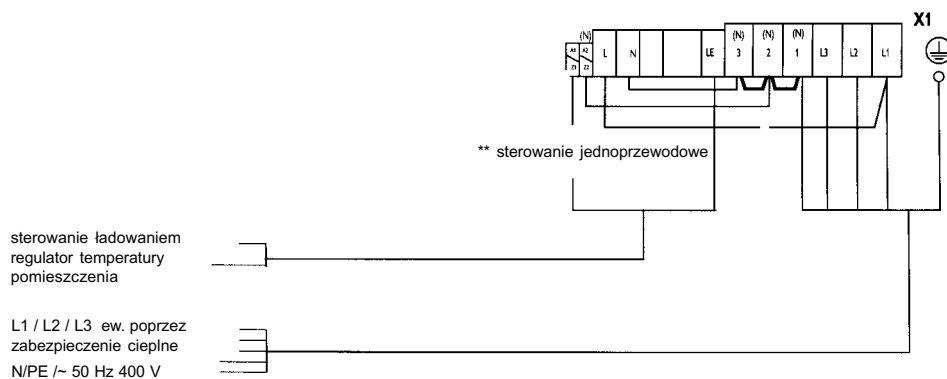 X1
(N) (N) (N) (N)
A1 A2 L N LE 3 2 1 L3 L2 L1
Z1 Z2
** sterowanie jednoprzewodowe
sterowanie ładowaniem
regulator temperatury
pomieszczenia
L1 / L2 / L3 ew. poprzez
zabezpieczenie cieplne
N/PE /~ 50 Hz 400 V